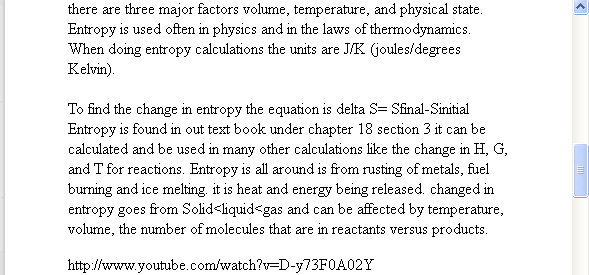 there are three major factors volume, temperature, and physical state.
Entropy is used often in physics and in the laws of thermodynamics.
When doing entropy calculations the units are J/K (joules/degrees
Kelvin).
To find the change in entropy the equation is delta S= Sfinal-Sinitial
Entropy is found in out text book under chapter 18 section 3 it can be
calculated and be used in many other calculations like the change in H, G,
and T for reactions. Entropy is all around is from rusting of metals, fuel
burning and ice melting. it is heat and energy being released. changed in
entropy goes from Solid<liquid<gas and can be affected by temperature,
volume, the number of molecules that are in reactants versus products.
http://www.youtube.com/watch?v=D-y73F0A02Y